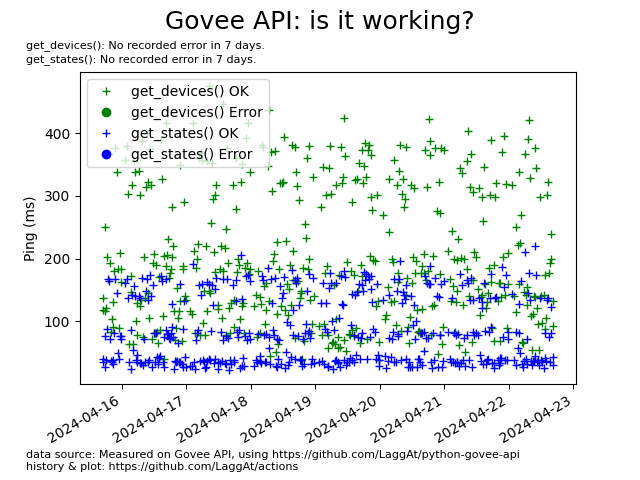 Govee API: is it working?
get_devices(): No recorded error in 7 days.
get_states(): No recorded error in 7 days.
get_devices() OK
get_devices() Error
get_states() OK
get_states() Error
Ping (ms)
400
300
200
100
2024-04-16
2024-04-17
2024-04-18
2024-04-19
2024-04-20
2024-04-21
2024-04-22
2024-04-23
data source: Measured on Govee API, using https://github.com/LaggAt/python-govee-api
history & plot: https://github.com/LaggAt/actions